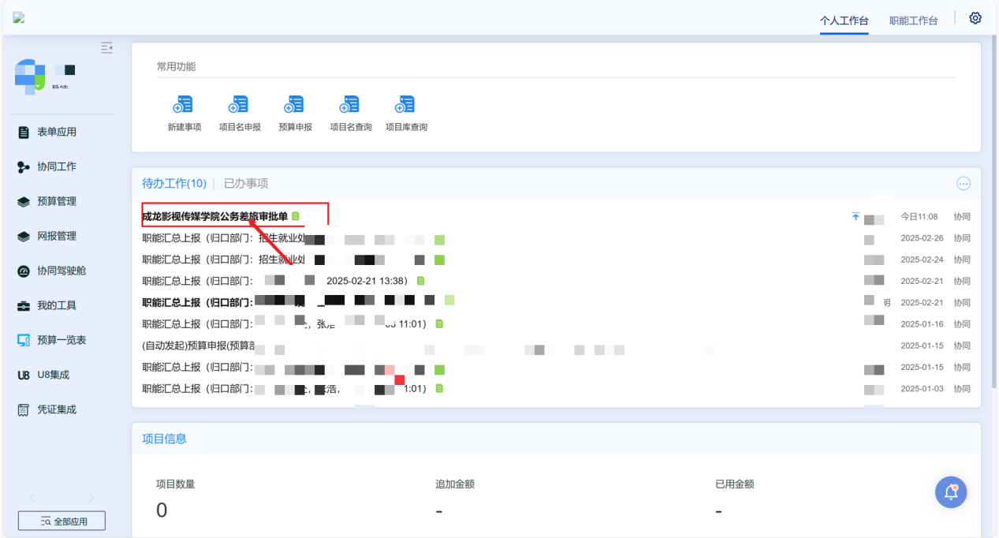 个人工作台 职能工作台
表单应用
协同工作
预算管理
网报管理
协同驾驶舱
我的工具
预算一览表
U8 U8集成
凭证集成
全部应用
常用功能
新建事项 项目名申报 预算申报 项目名查询 项目库查询
待办工作(10) | 已办事项
成龙影视传媒学院公务差旅审批单 今日11:08 协同
职能汇总上报（归口部门：招生就业处 2025-02-26 协同
职能汇总上报（归口部门：招生就业处 2025-02-24 协同
职能汇总上报（归口部门： 2025-02-21 13:38） 2025-02-21 协同
职能汇总上报（归口部门： 明 2025-02-21 协同
职能汇总上报（归口部门： 11:01） 2025-01-16 协同
(自动发起)预算申报(预算部 2025-01-15 协同
职能汇总上报（归口部门： 2025-01-15 协同
职能汇总上报（归口部门： 浩， 1:01） 2025-01-03 协同
项目信息
项目数量 追加金额 已用金额
0 - -